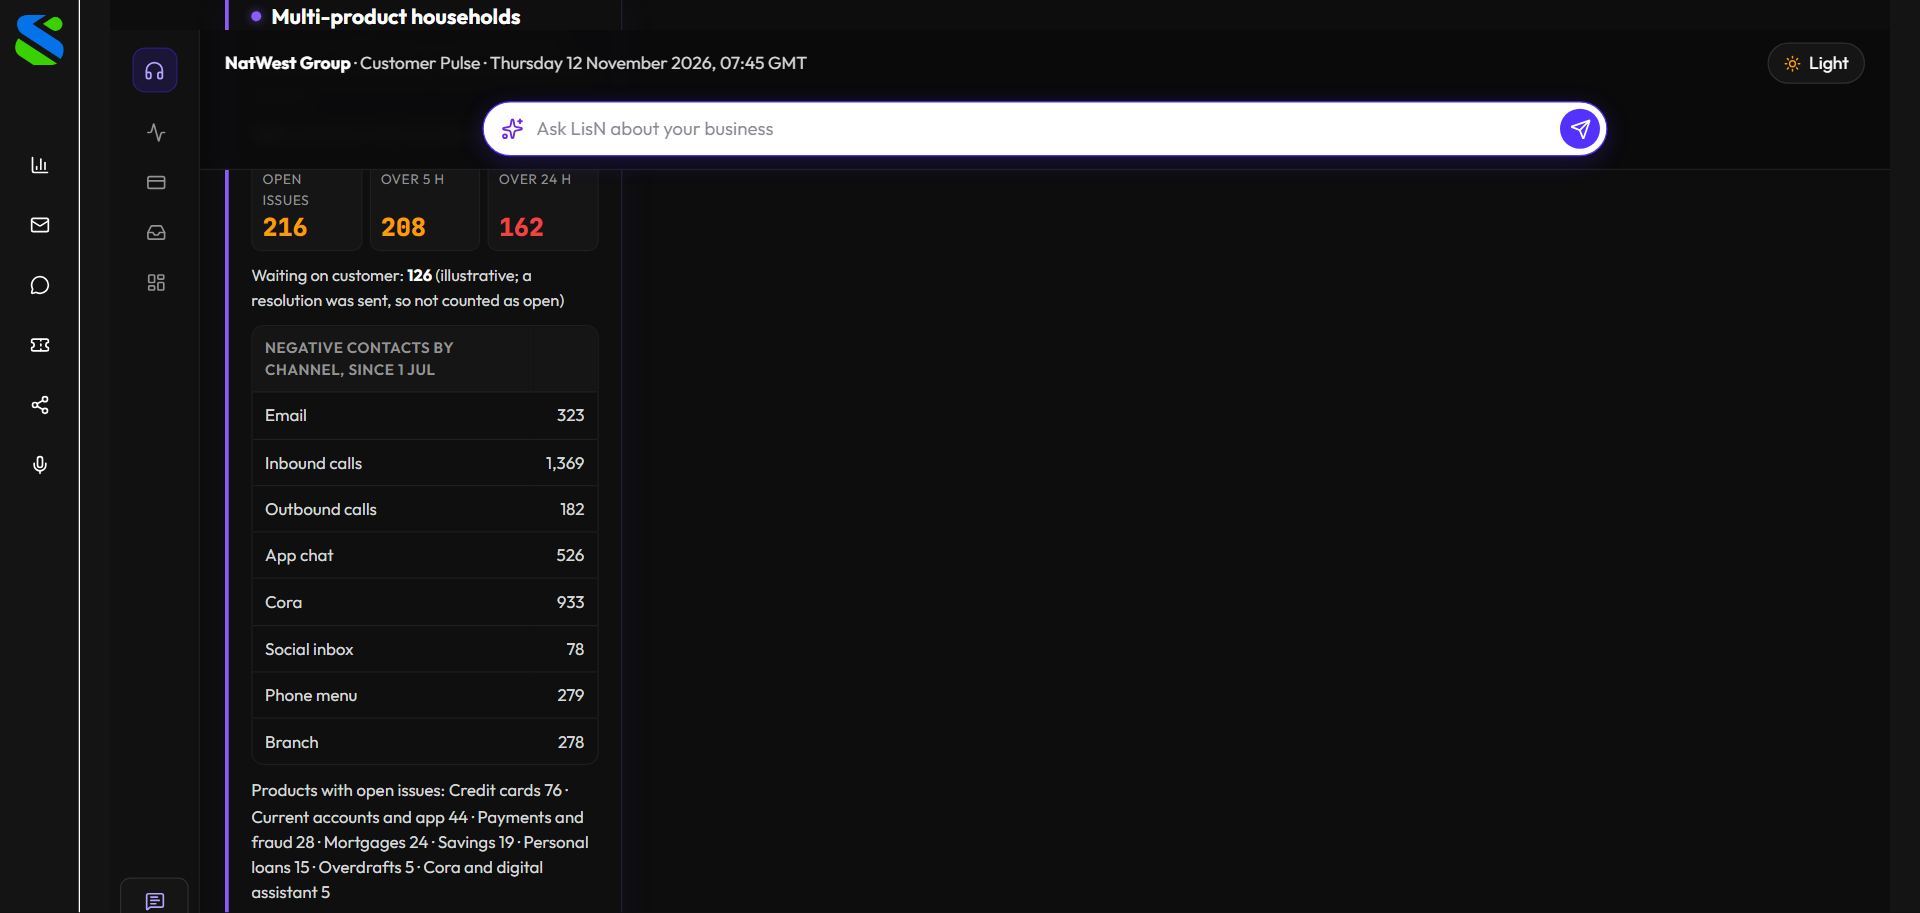 Multi-product households
NatWest Group · Customer Pulse · Thursday 12 November 2026, 07:45 GMT
Light
Ask LisN about your business
OPEN ISSUES
216
OVER 5 H
208
OVER 24 H
162
Waiting on customer: 126 (illustrative; a
resolution was sent, so not counted as open)
NEGATIVE CONTACTS BY
CHANNEL, SINCE 1 JUL
Email 323
Inbound calls 1,369
Outbound calls 182
App chat 526
Cora 933
Social inbox 78
Phone menu 279
Branch 278
Products with open issues: Credit cards 76 ·
Current accounts and app 44 · Payments and
fraud 28 · Mortgages 24 · Savings 19 · Personal
loans 15 · Overdrafts 5 · Cora and digital
assistant 5